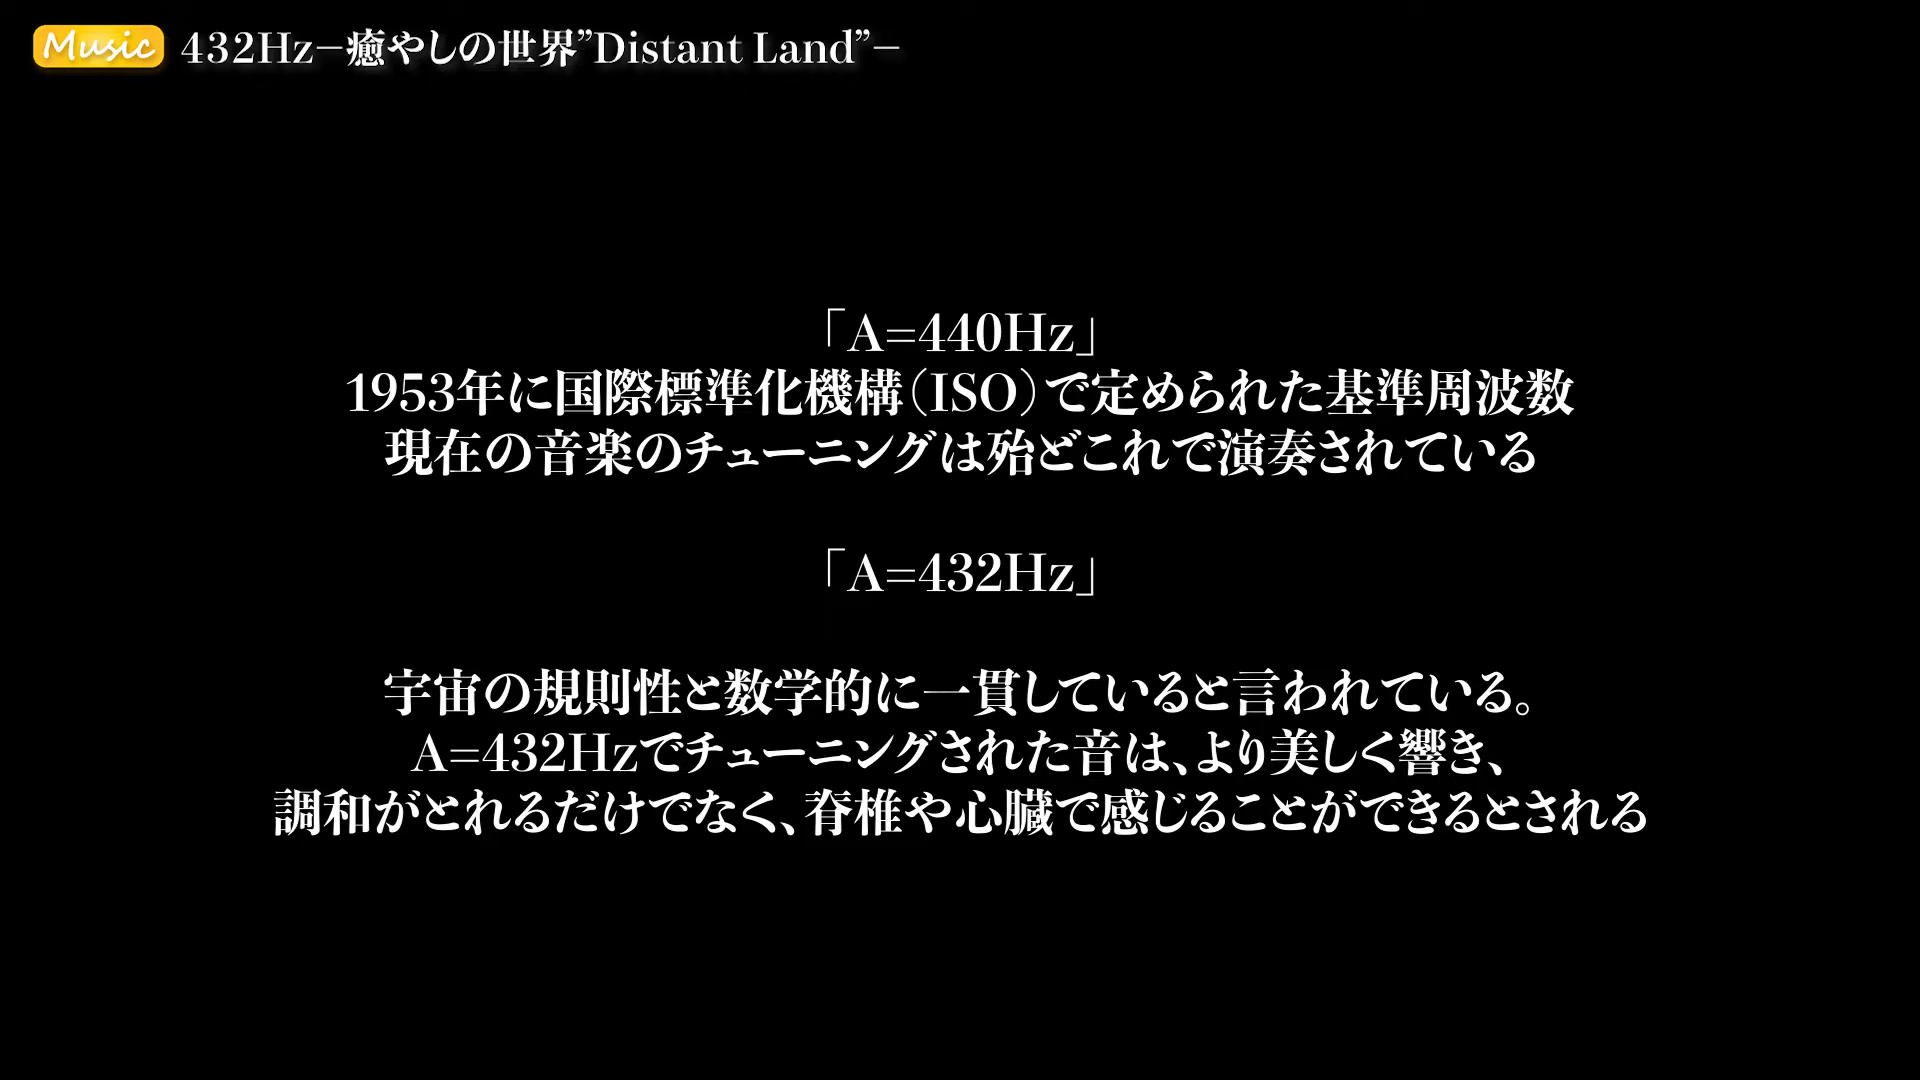 Music 432Hz−癒やしの世界”Distant Land”−
「A=440Hz」
1953年に国際標準化機構（ISO）で定められた基準周波数
現在の音楽のチューニングは殆どこれで演奏されている
「A=432Hz」
宇宙の規則性と数学的に一貫していると言われている。
A=432Hzでチューニングされた音は、より美しく響き、
調和がとれるだけでなく、脊椎や心臓で感じることができるとされる